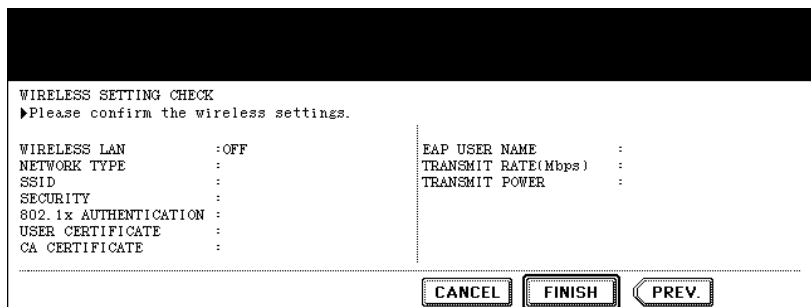 WIRELESS SETTING CHECK
▶Please confirm the wireless settings.
WIRELESS LAN :OFF
NETWORK TYPE :
SSID :
SECURITY :
802.1x AUTHENTICATION :
USER CERTIFICATE :
CA CERTIFICATE :
EAP USER NAME :
TRANSMIT RATE(Mbps) :
TRANSMIT POWER :
CANCEL FINISH PREV.